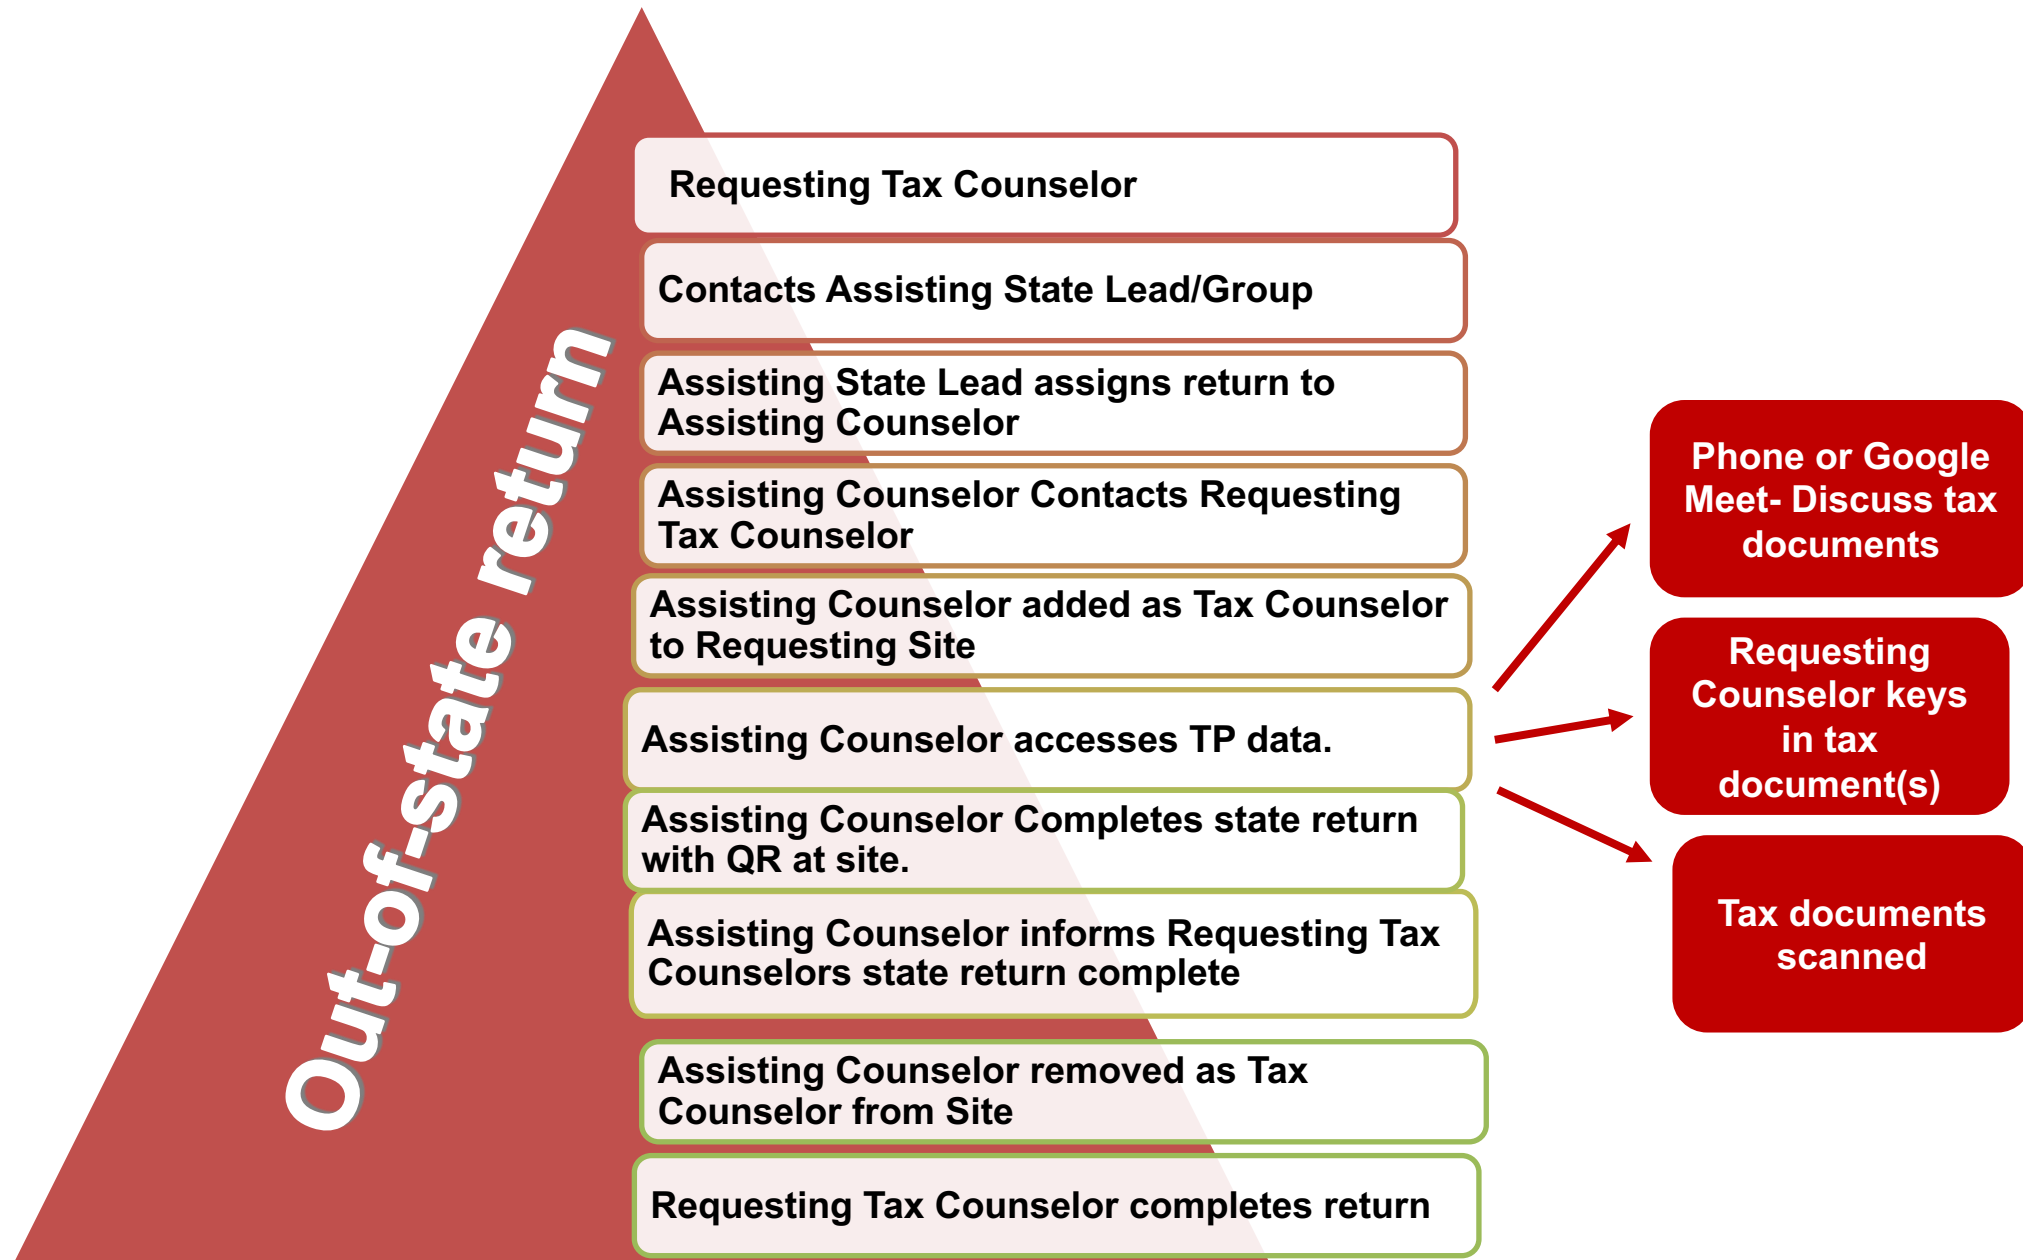 Out-of-state return
Requesting Tax Counselor
Contacts Assisting State Lead/Group
Assisting State Lead assigns return to
Assisting Counselor
Assisting Counselor Contacts Requesting
Tax Counselor
Assisting Counselor added as Tax Counselor
to Requesting Site
Assisting Counselor accesses TP data.
Assisting Counselor Completes state return
with QR at site.
Assisting Counselor informs Requesting Tax
Counselors state return complete
Assisting Counselor removed as Tax
Counselor from Site
Requesting Tax Counselor completes return
Phone or Google
Meet- Discuss tax
documents
Requesting
Counselor keys
in tax
document(s)
Tax documents
scanned